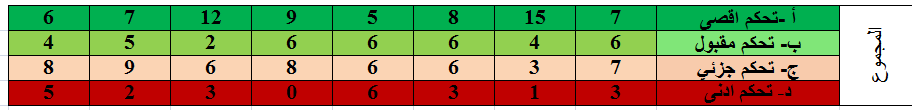 المجموع
أ -تحكم اقصى 7 15 8 5 9 12 7 6
ب- تحكم مقبول 6 4 6 6 6 2 5 4
ج- تحكم جزئي 7 3 6 6 8 6 9 8
د- تحكم ادنى 3 1 3 6 0 3 2 5